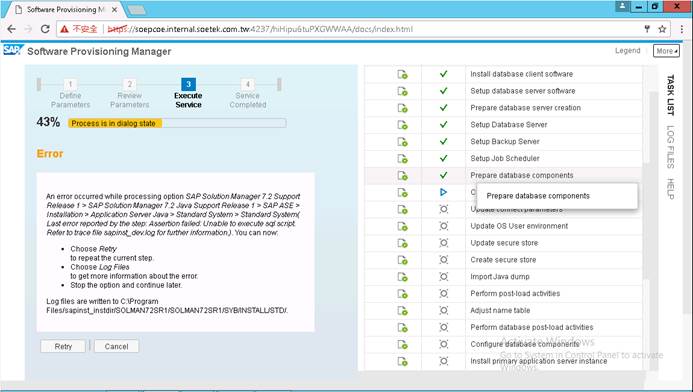 Software Provisioning M
不安全
https://soepcoe.internal.soetek.com.tw:4237/hiHipu6tuPXGWWAA/docs/index.html
SAP
Software Provisioning Manager
Legend
More
1
2
3
4
Define
Parameters
Review
Parameters
Execute
Service
Service
Completed
43%
Process is in dialog state
Error
An error occurred while processing option SAP Solution Manager 7.2 Support
Release 1 > SAP Solution Manager 7.2 Java Support Release 1 > SAP ASE >
Installation > Application Server Java > Standard System > Standard System(
Last error reported by the step: Assertion failed: Unable to execute sql script.
Refer to trace file sapinst_dev.log for further information.). You can now:
Choose Retry
to repeat the current step.
Choose Log Files
to get more information about the error.
Stop the option and continue later.
Log files are written to C:\Program
Files/sapinst_instdir/SOLMAN72SR1/SOLMAN72SR1/SYB/INSTALL/STD/.
Retry
Cancel
Install database client software
Setup database server software
Prepare database server creation
Setup Database Server
Setup Backup Server
Setup Job Scheduler
Prepare database components
Prepare database components
Update connect parameters
Update OS User environment
Update secure store
Create secure store
Import Java dump
Perform post-load activities
Adjust name table
Perform database post-load activities
Configure database components
Install primary application server instance
TASK LIST
LOG FILES
HELP
Activate Windows
Go to System in Control Panel to activate
Windows.